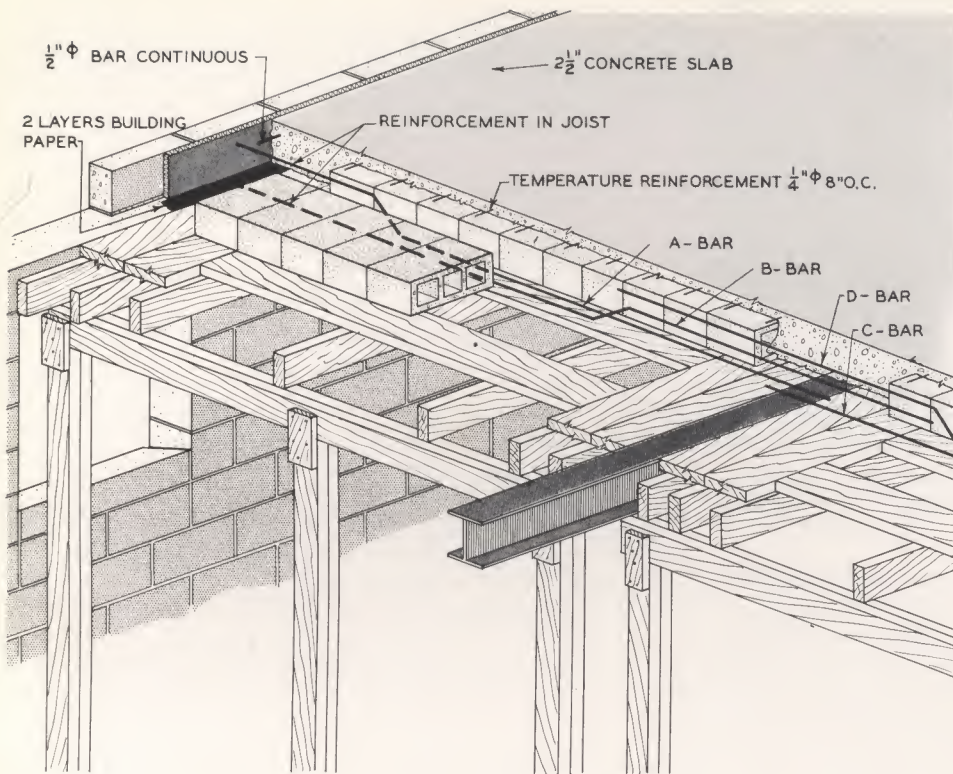 1/2" ϕ BAR CONTINUOUS
2 1/2" CONCRETE SLAB
2 LAYERS BUILDING
PAPER
REINFORCEMENT IN JOIST
TEMPERATURE REINFORCEMENT 1/4" ϕ 8" O.C.
A-BAR
B-BAR
D-BAR
C-BAR